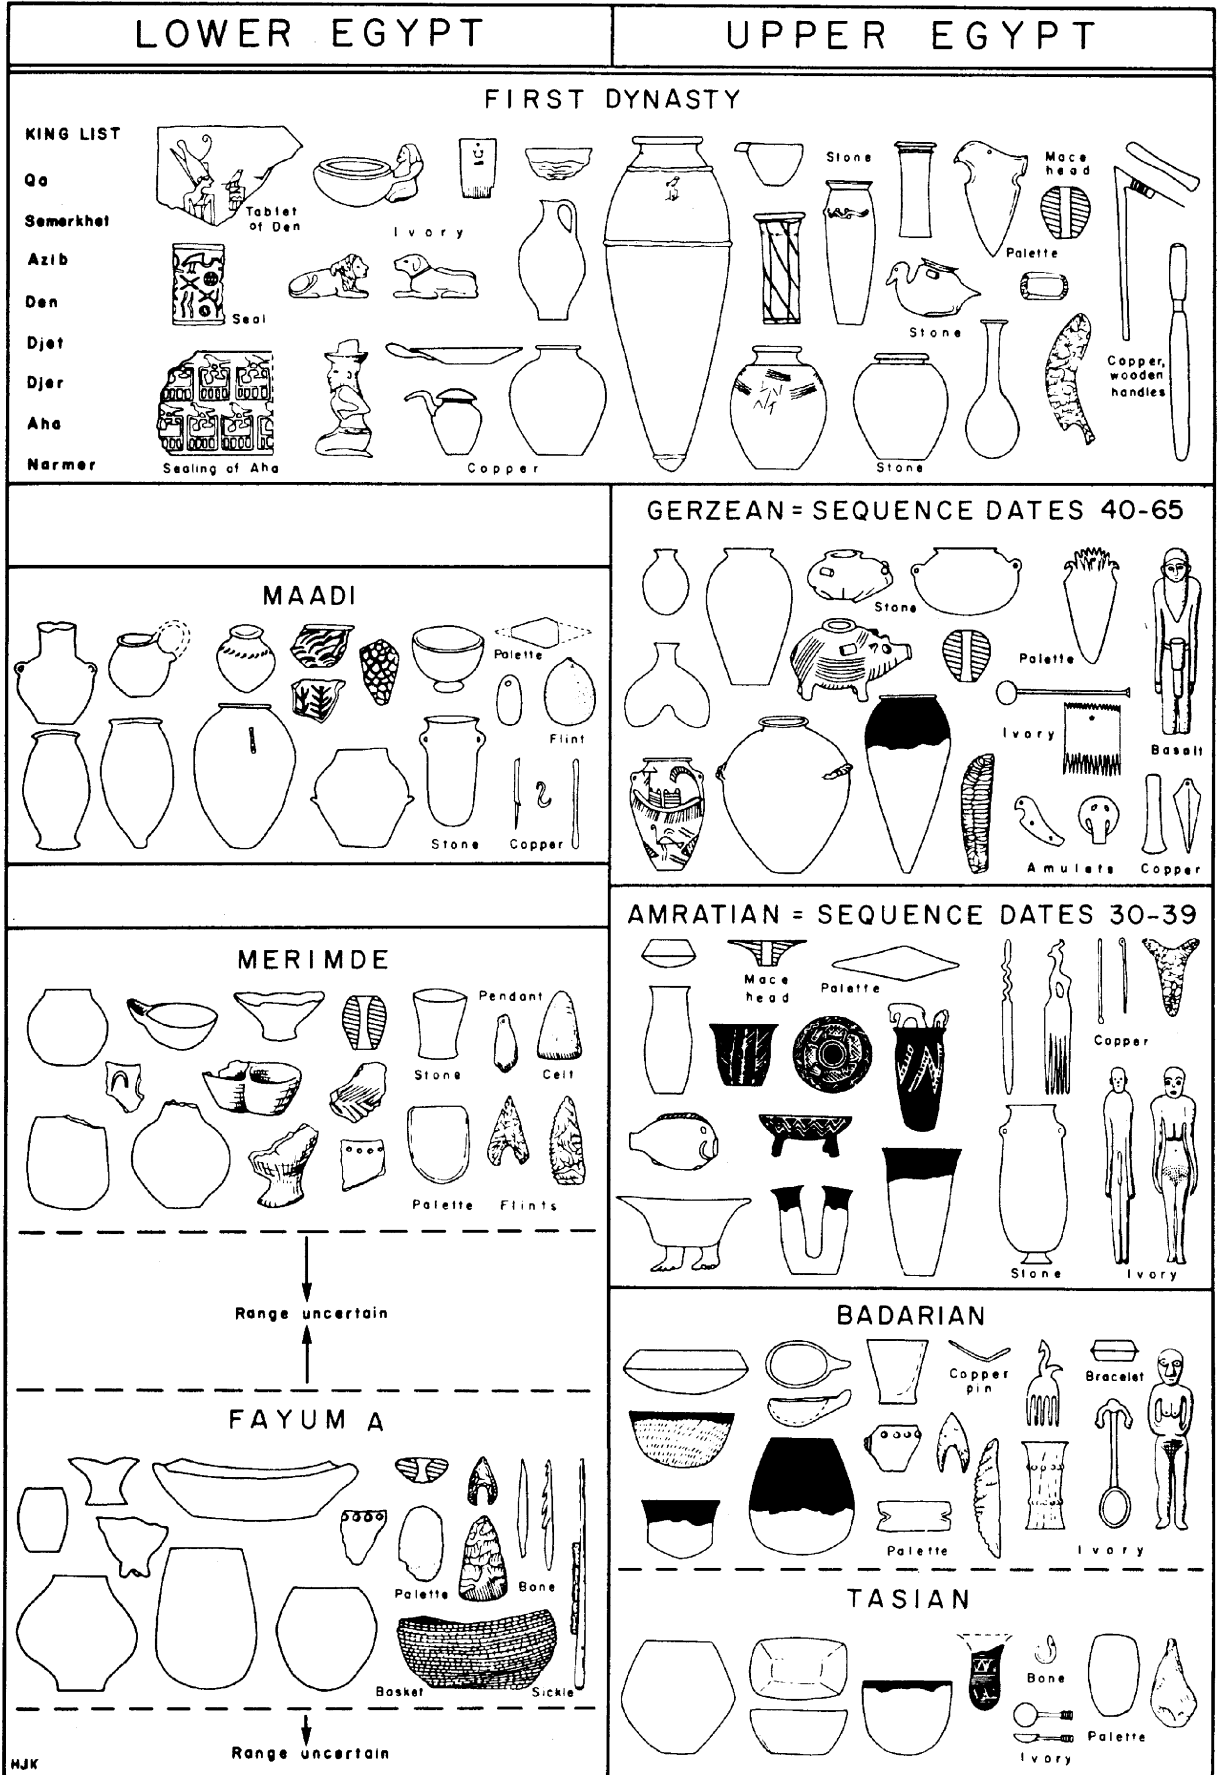 LOWER EGYPT
UPPER EGYPT
FIRST DYNASTY
KING LIST
Qa
Semerkhet
Azib
Den
Djet
Djer
Aha
Narmer
Tablet
of Den
Seal
Sealing of Aha
Ivory
Copper
Stone
Stone
Stone
Mace
head
Palette
Copper,
wooden
handles
MAADI
Palette
Flint
Stone
Copper
GERZEAN = SEQUENCE DATES 40-65
Stone
Palette
Ivory
Basalt
Amulets
Copper
MERIMDE
Pendant
Stone
Celt
Palette
Flints
Range uncertain
AMRATIAN = SEQUENCE DATES 30-39
Mace
head
Palette
Copper
Stone
Ivory
FAYUM A
Palette
Bone
Basket
Sickle
Range uncertain
HJK
BADARIAN
Copper
pin
Bracelet
Palette
Ivory
TASIAN
Bone
Ivory
Palette